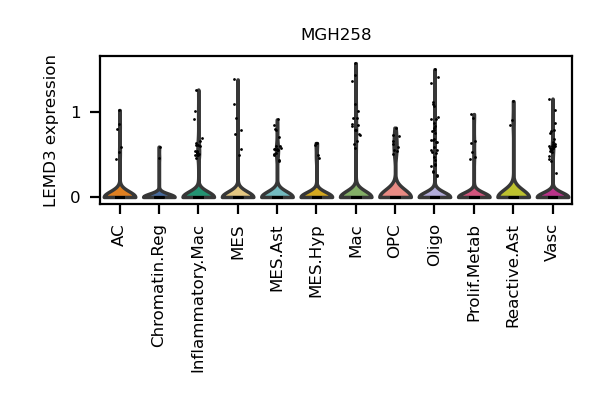 MGH258
LEMD3 expression
1
0
AC
Chromatin.Reg
Inflammatory.Mac
MES
MES.Ast
MES.Hyp
Mac
OPC
Oligo
Prolif.Metab
Reactive.Ast
Vasc